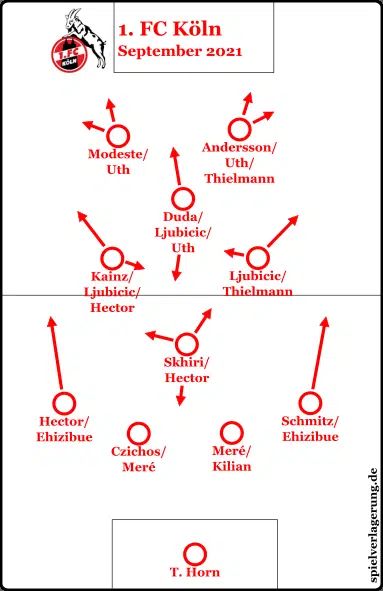 1. FC Köln
September 2021
1.FC
KÖLN
Modeste/
Uth
Andersson/
Uth/
Thielmann
Duda/
Ljubicic/
Uth
Kainz/
Ljubicic/
Hector
Ljubicic/
Thielmann
Skhiri/
Hector
Hector/
Ehizibue
Schmitz/
Ehizibue
Czichos/
Meré
Meré/
Kilian
T. Horn
spielverlagerung.de